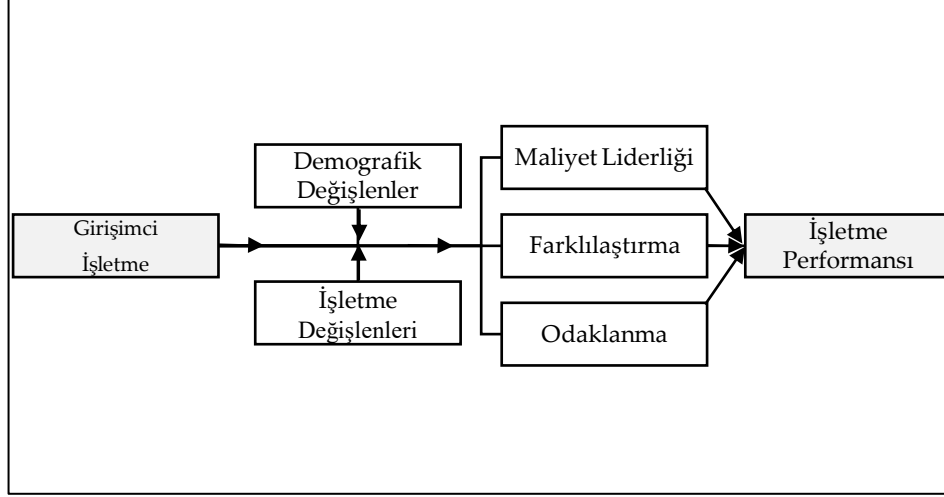 Girişimci
İşletme
Demografik
Değişlenler
İşletme
Değişlenleri
Maliyet Liderliği
Farklılaştırma
Odaklanma
İşletme
Performansı